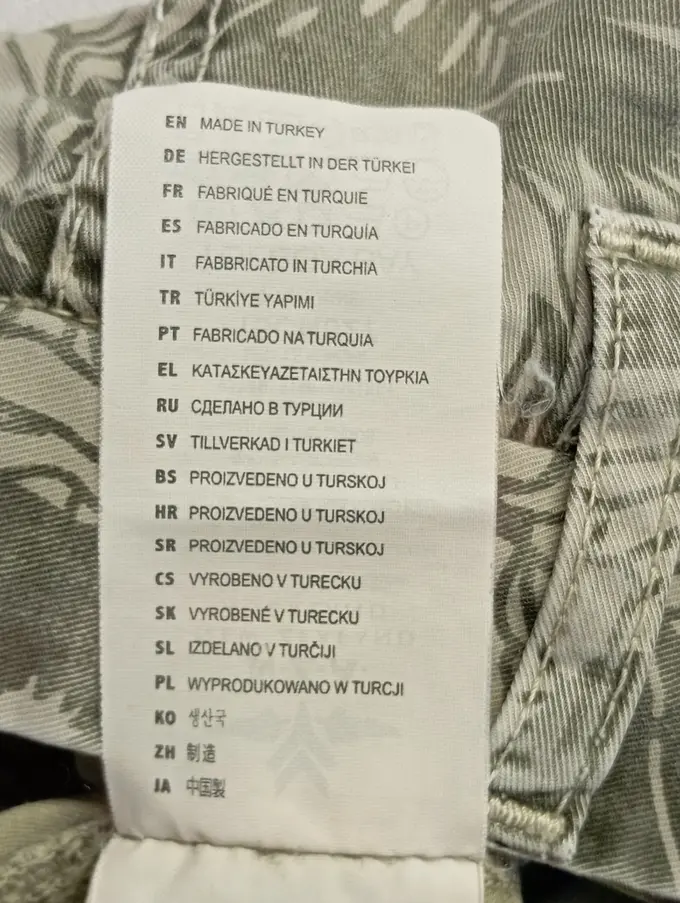 EN MADE IN TURKEY
DE HERGESTELLT IN DER TÜRKEI
FR FABRIQUÉ EN TURQUIE
ES FABRICADO EN TURQUÍA
IT FABBRICATO IN TURCHIA
TR TÜRKİYE YAPIMI
PT FABRICADO NA TURQUIA
EL ΚΑΤΑΣΚΕΥΑΖΕΤΑΙΣΤΗΝ ΤΟΥΡΚΙΑ
RU СДЕЛАНО В ТУРЦИИ
SV TILLVERKAD I TURKIET
BS PROIZVEDENO U TURSKOJ
HR PROIZVEDENO U TURSKOJ
SR PROIZVEDENO U TURSKOJ
CS VYROBENO V TURECKU
SK VYROBENÉ V TURECKU
SL IZDELANO V TURČIJI
PL WYPRODUKOWANO W TURCJI
KO 생산국
ZH 制造
JA 中国製